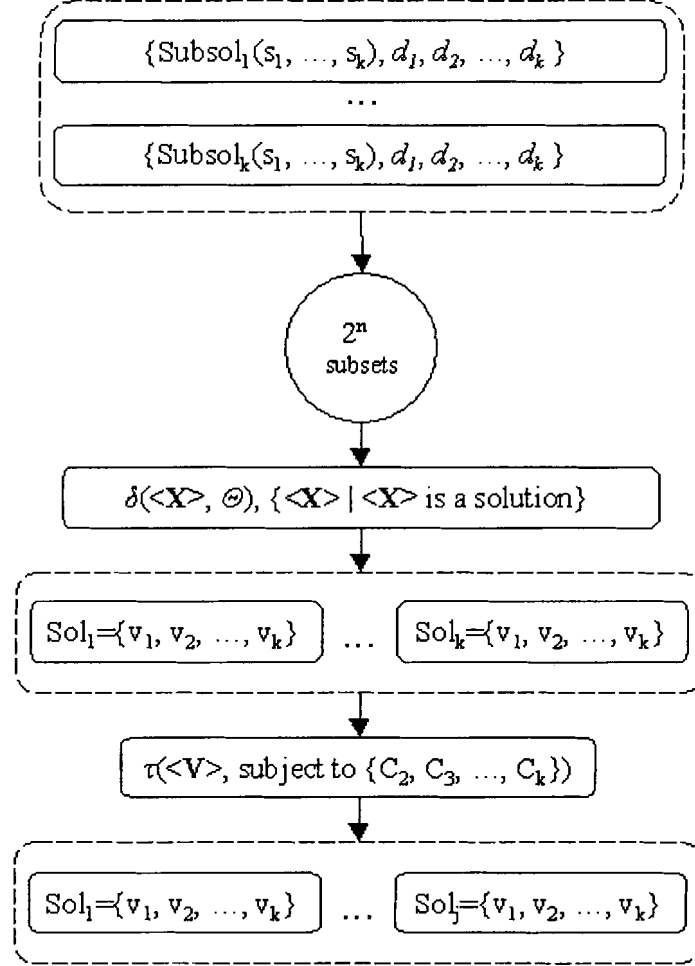 {Subsol₁(s₁, ..., sₖ), d₁, d₂, ..., dₖ }
...
{Subsolₖ(s₁, ..., sₖ), d₁, d₂, ..., dₖ }
2ⁿ
subsets
δ(<X>, Θ), {<X> | <X> is a solution}
Sol₁={v₁, v₂, ..., vₖ} ... Solₖ={v₁, v₂, ..., vₖ}
τ(<V>, subject to {C₂, C₃, ..., Cₖ})
Sol₁={v₁, v₂, ..., vₖ} ... Solⱼ={v₁, v₂, ..., vₖ}